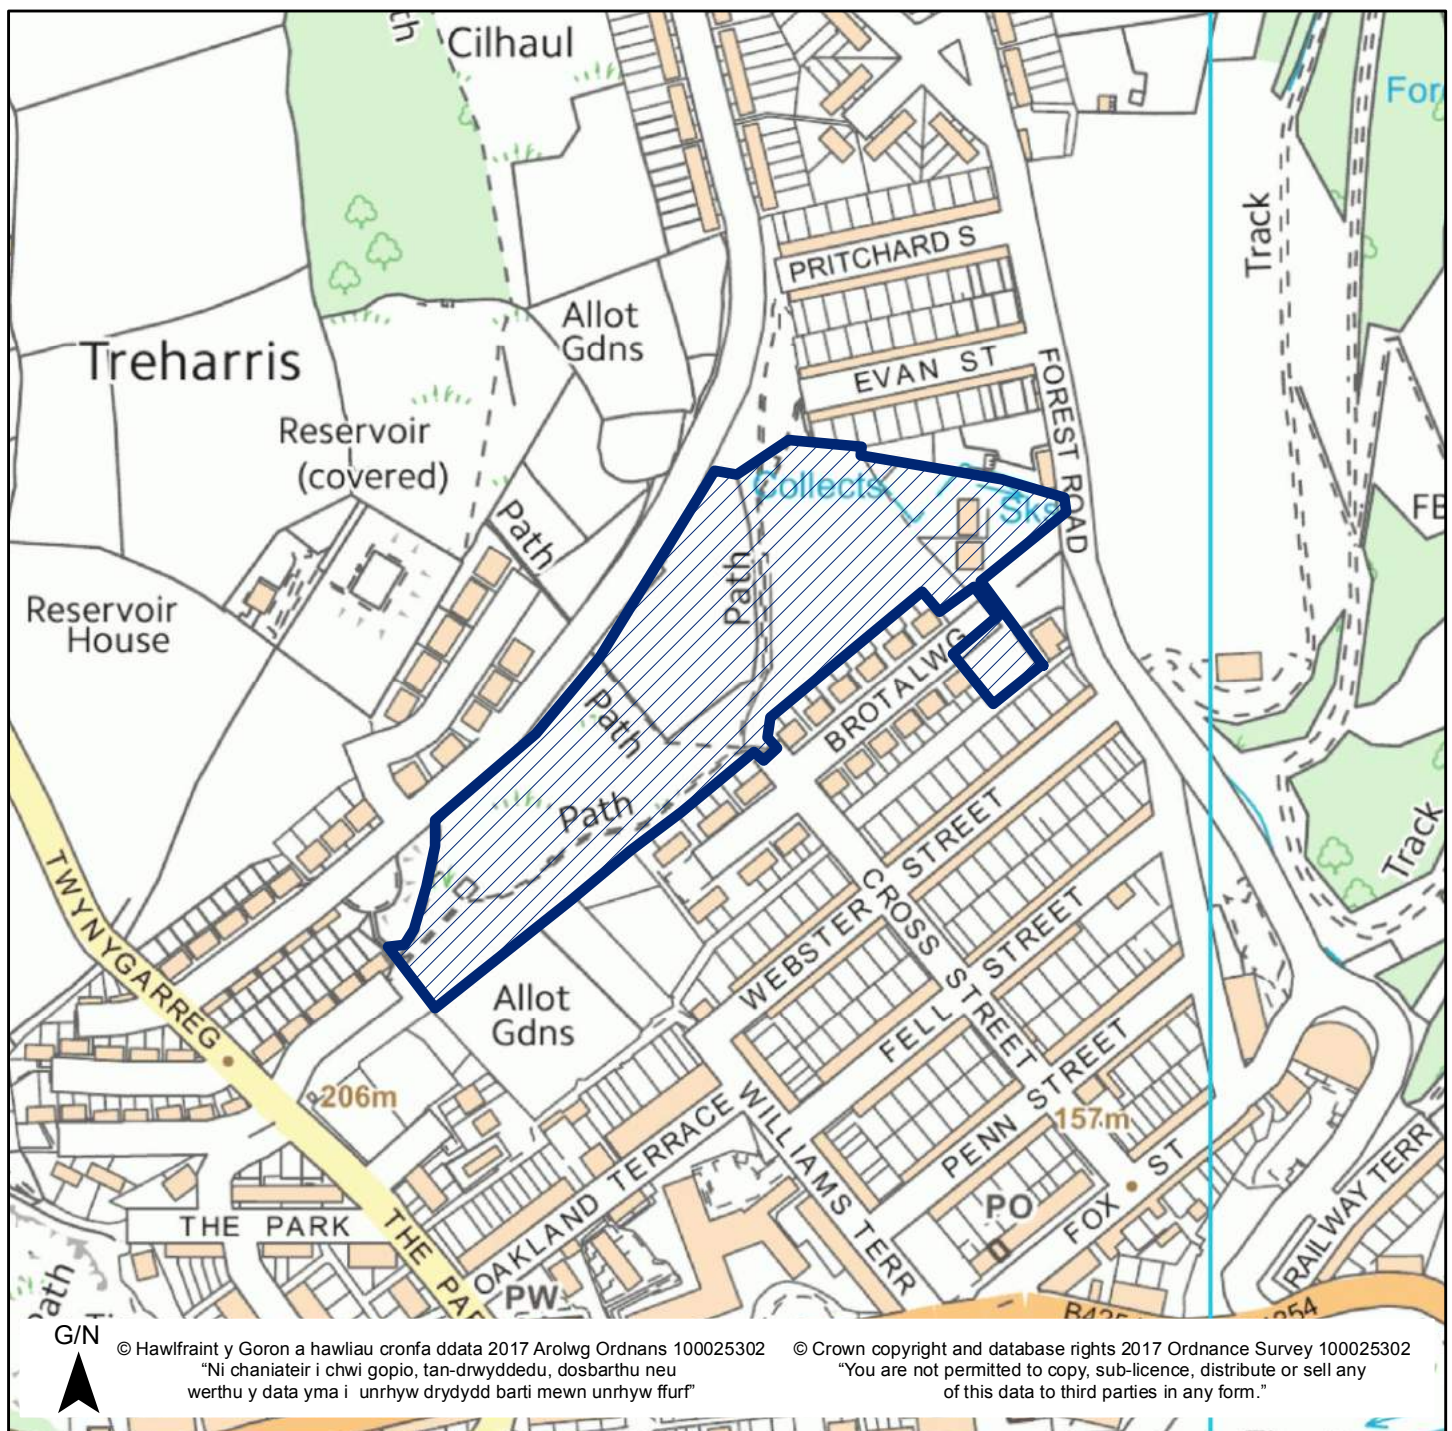 Cilhaul
For
Track
PRITCHARD S
Allot
Gdns
Treharris
EVAN ST
FOREST ROAD
Reservoir
(covered)
Collects
Sks
FB
Path
Path
Reservoir
House
BROTALWG
Path
Path
STREET
Track
TWYNYGARREG
CROSS STREET
WEBSTER
STREET
Allot
Gdns
FELL
206m
WILLIAMS TERR
PENN STREET
157m
OAKLAND TERRACE
ST
RAILWAY TERR
PO
FOX
THE PARK
THE PAR
Path
PW
B4254
254
G/N
© Hawlfraint y Goron a hawliau cronfa ddata 2017 Arolwg Ordnans 100025302
“Ni chaniateir i chwi gopio, tan-drwyddedu, dosbarthu neu
werthu y data yma i unrhyw drydydd barti mewn unrhyw ffurf”
© Crown copyright and database rights 2017 Ordnance Survey 100025302
“You are not permitted to copy, sub-licence, distribute or sell any
of this data to third parties in any form.”